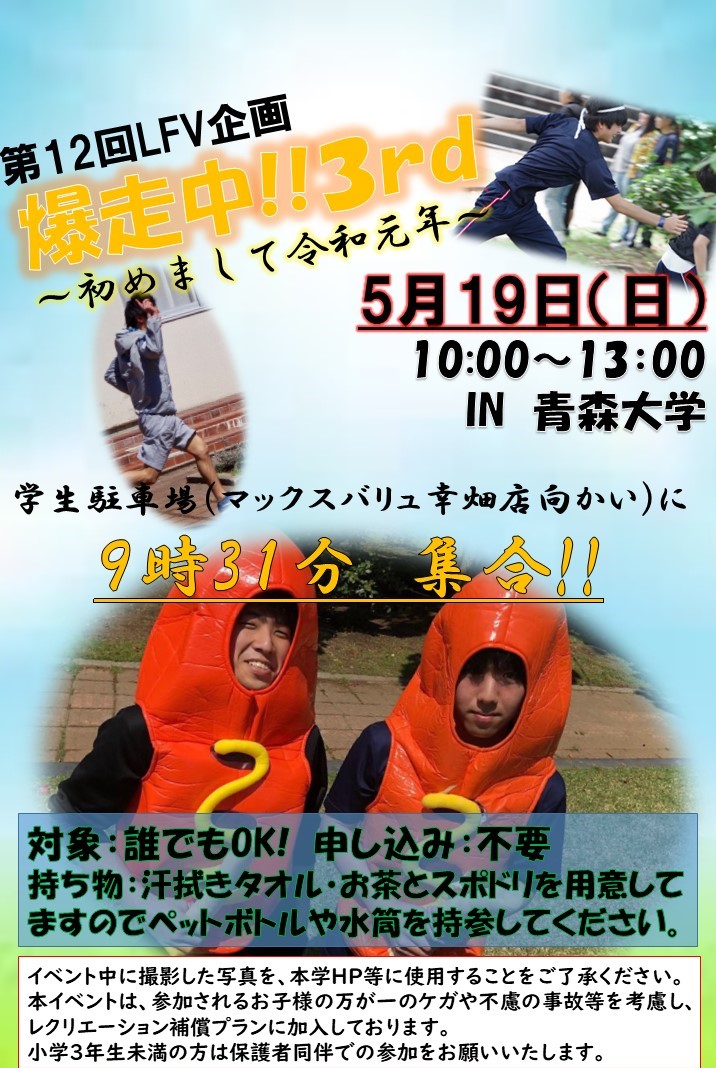 第12回LFV企画
爆走中!!3rd
～初めまして令和元年～
5月19日(日)
10:00～13:00
IN 青森大学
学生駐車場(マックスバリュ幸畑店向かい)に
9時31分 集合!!
対象:誰でもOK! 申し込み:不要
持ち物:汗拭きタオル・お茶とスポドリを用意して
ますのでペットボトルや水筒を持参してください。
イベント中に撮影した写真を、本学HP等に使用することをご了承ください。
本イベントは、参加されるお子様の万が一のケガや不慮の事故等を考慮し、
レクリエーション補償プランに加入しております。
小学3年生未満の方は保護者同伴での参加をお願いいたします。